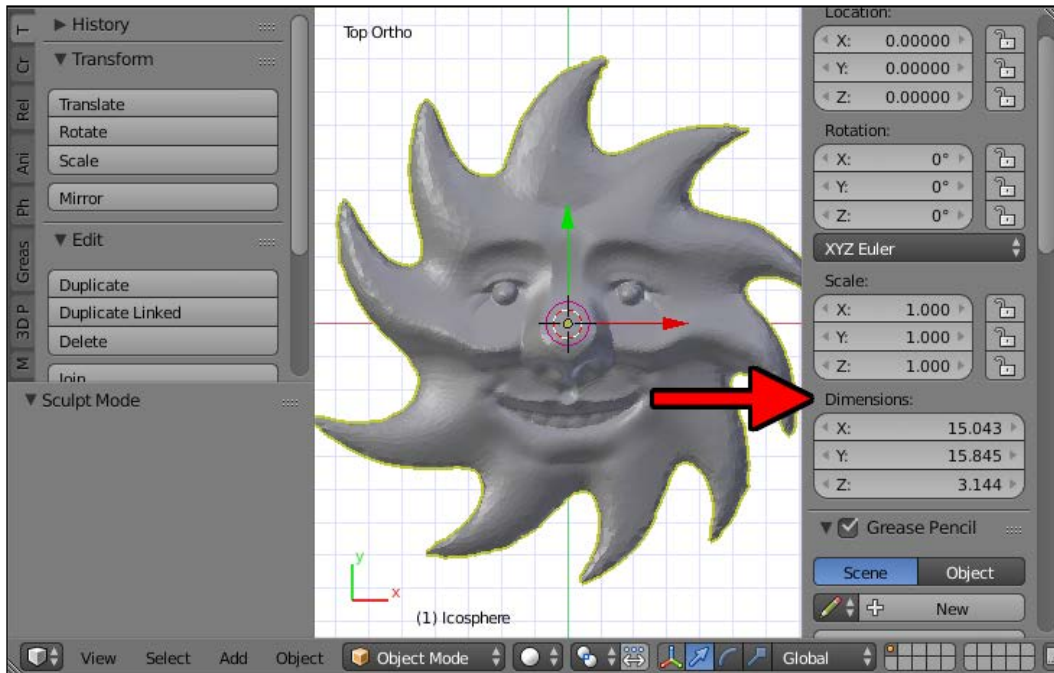 T
Cr
Rel
Ani
Ph
Greas
3D P
M
History
Transform
Translate
Rotate
Scale
Mirror
Edit
Duplicate
Duplicate Linked
Delete
Join
Sculpt Mode
Top Ortho
y
x
(1) Icosphere
Location:
X: 0.00000
Y: 0.00000
Z: 0.00000
Rotation:
X: 0°
Y: 0°
Z: 0°
XYZ Euler
Scale:
X: 1.000
Y: 1.000
Z: 1.000
Dimensions:
X: 15.043
Y: 15.845
Z: 3.144
Grease Pencil
Scene Object
New
View Select Add Object Object Mode Global